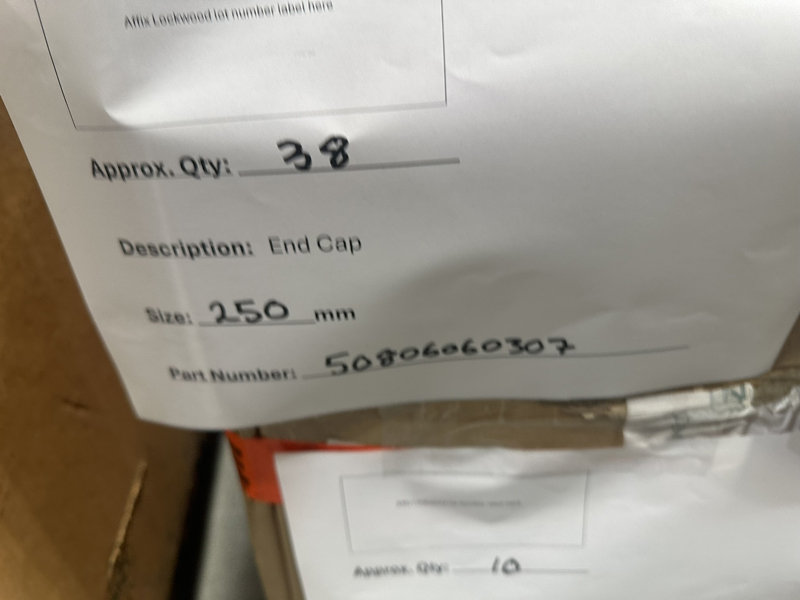 Affix Lockwood lot number label here
Approx. Qty: 38
Description: End Cap
Size: 250 mm
Part Number: 50806060307
Approx. Qty: 10